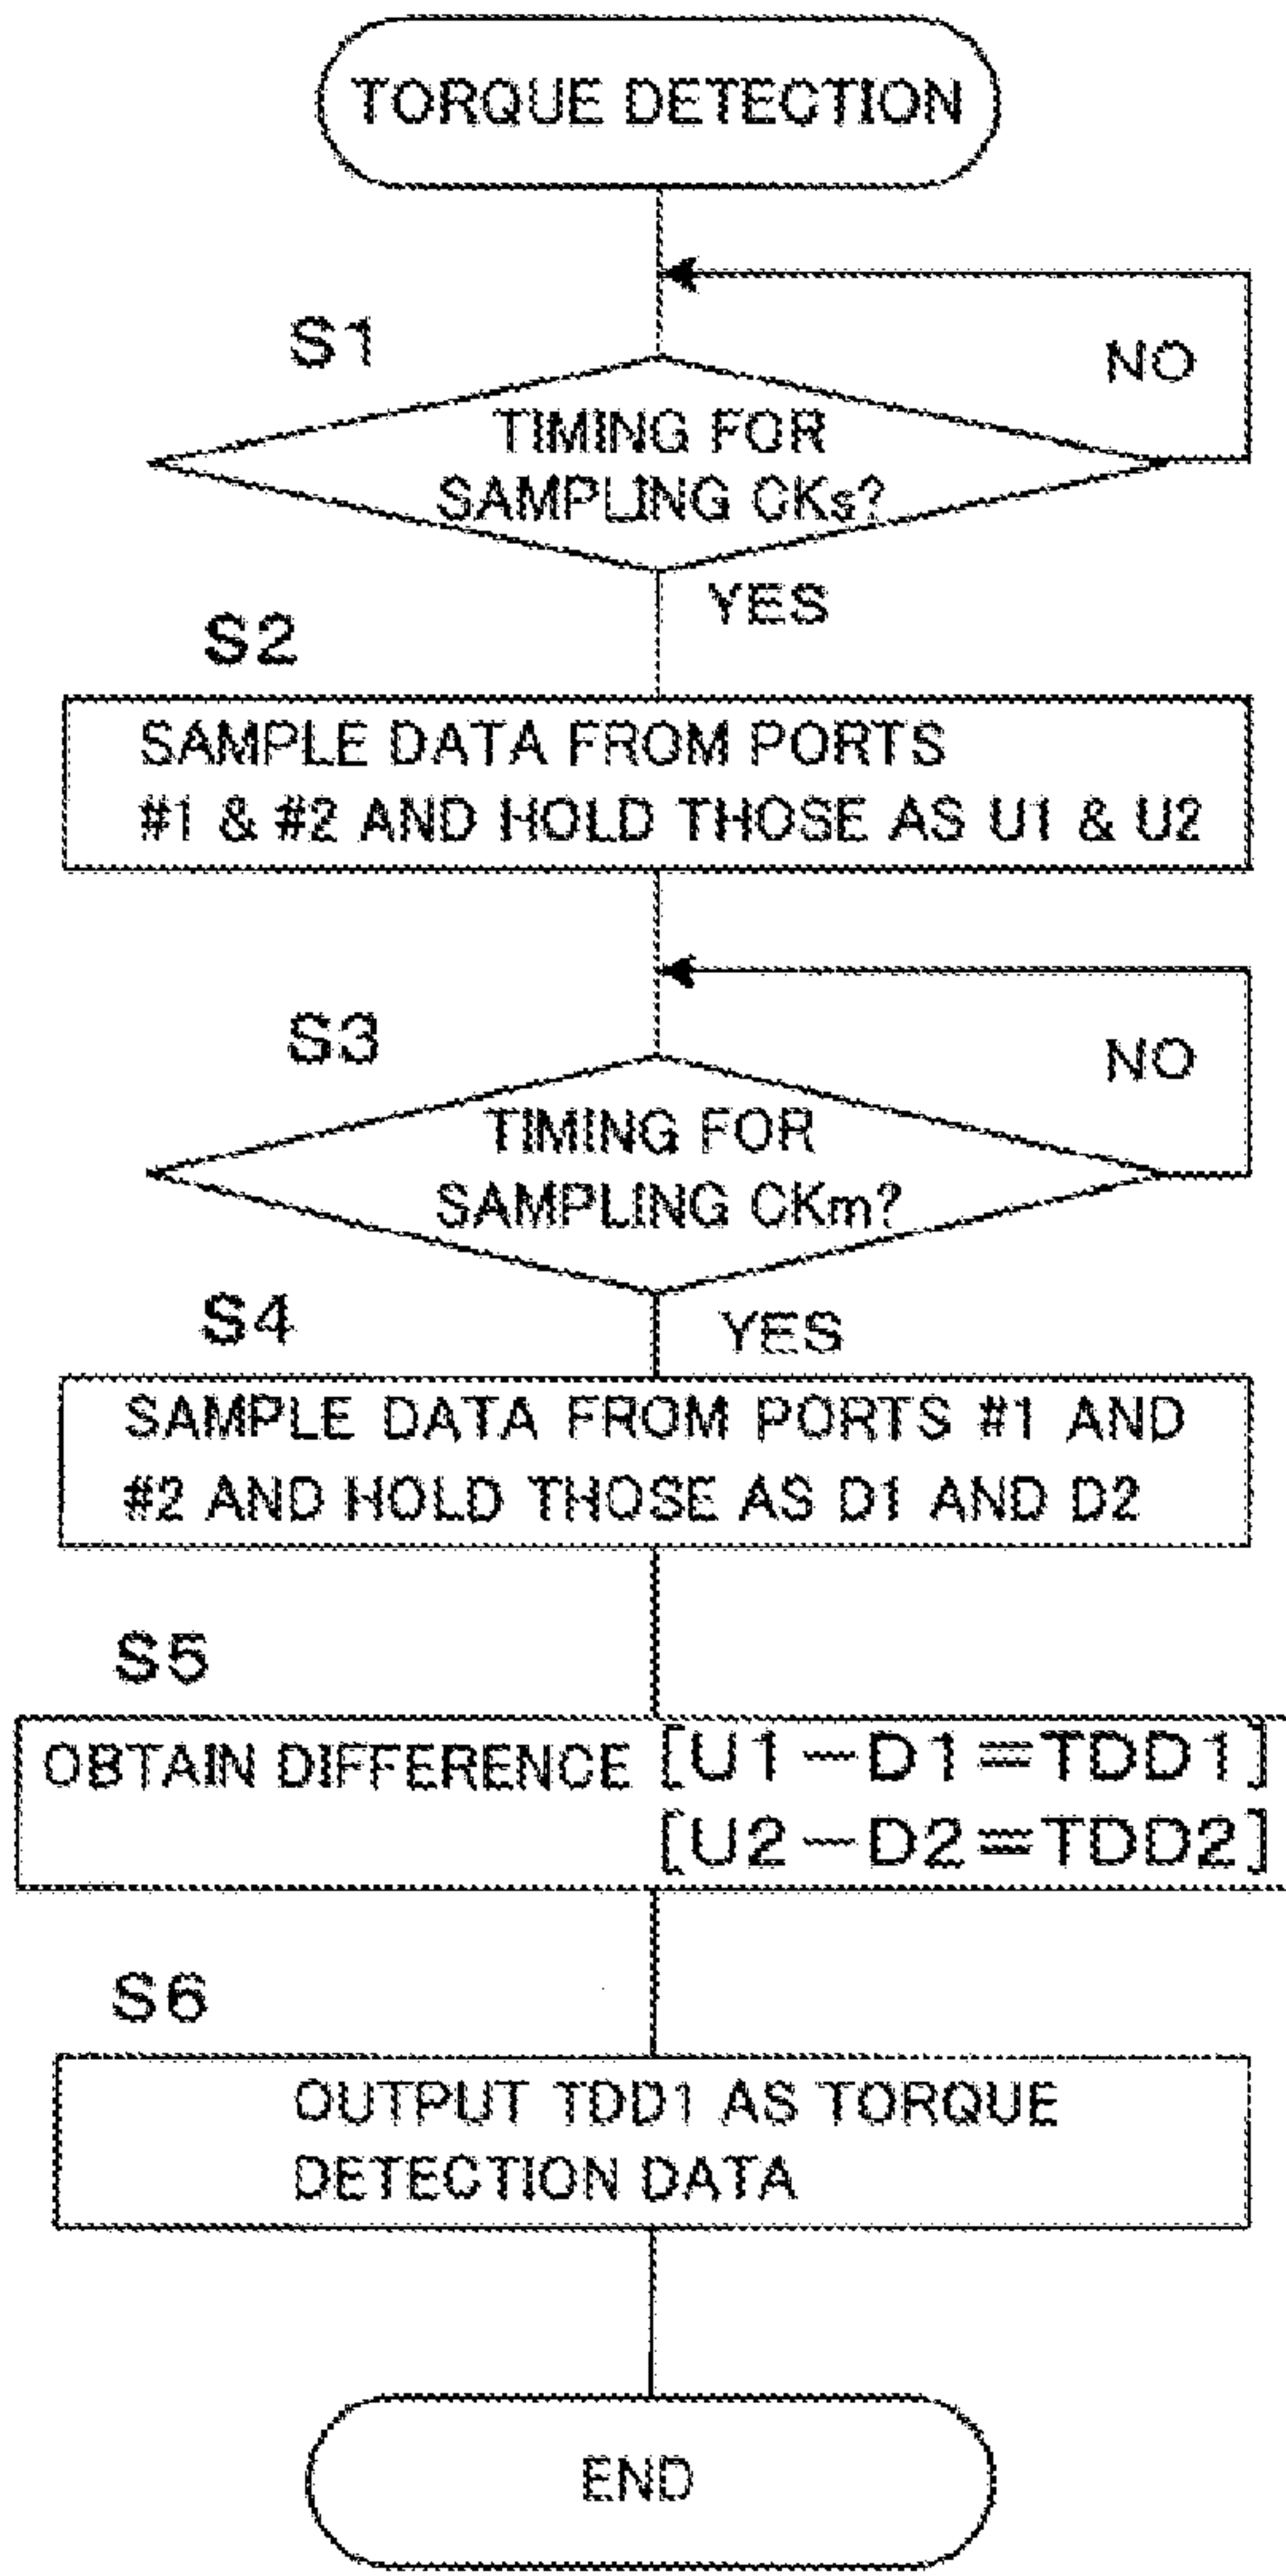 TORQUE DETECTION
S1
NO
TIMING FOR
SAMPLING CKs?
YES
S2
SAMPLE DATA FROM PORTS
#1 & #2 AND HOLD THOSE AS U1 & U2
S3
NO
TIMING FOR
SAMPLING CKm?
S4
YES
SAMPLE DATA FROM PORTS #1 AND
#2 AND HOLD THOSE AS D1 AND D2
S5
OBTAIN DIFFERENCE [U1−D1=TDD1]
[U2−D2=TDD2]
S6
OUTPUT TDD1 AS TORQUE
DETECTION DATA
END